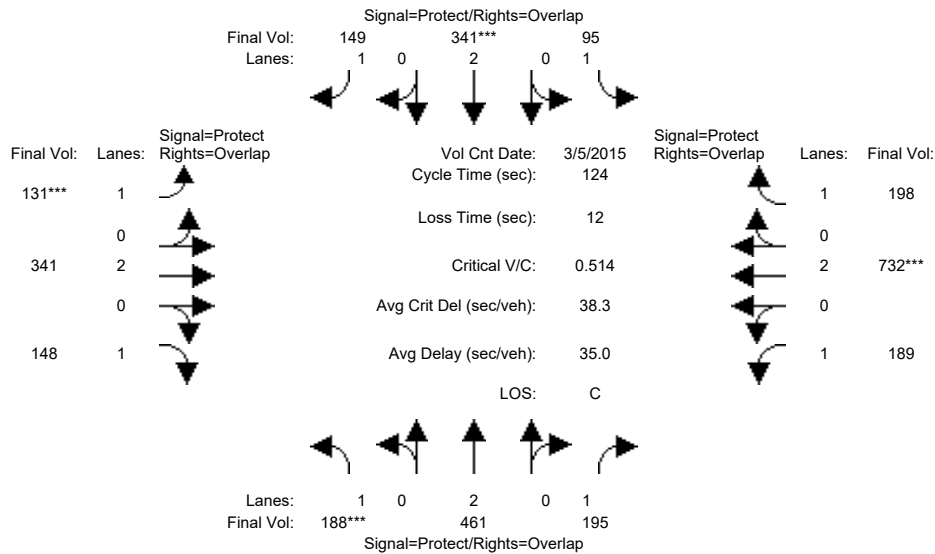 Signal=Protect/Rights=Overlap
Final Vol: 149 341*** 95
Lanes: 1 0 2 0 1
Signal=Protect
Final Vol: Lanes: Rights=Overlap
Vol Cnt Date: 3/5/2015
Signal=Protect
Rights=Overlap Lanes: Final Vol:
Cycle Time (sec): 124
131*** 1
1 198
Loss Time (sec): 12
0
0
341 2
Critical V/C: 0.514
2 732***
0
Avg Crit Del (sec/veh): 38.3
0
148 1
Avg Delay (sec/veh): 35.0
1 189
LOS: C
Lanes: 1 0 2 0 1
Final Vol: 188*** 461 195
Signal=Protect/Rights=Overlap